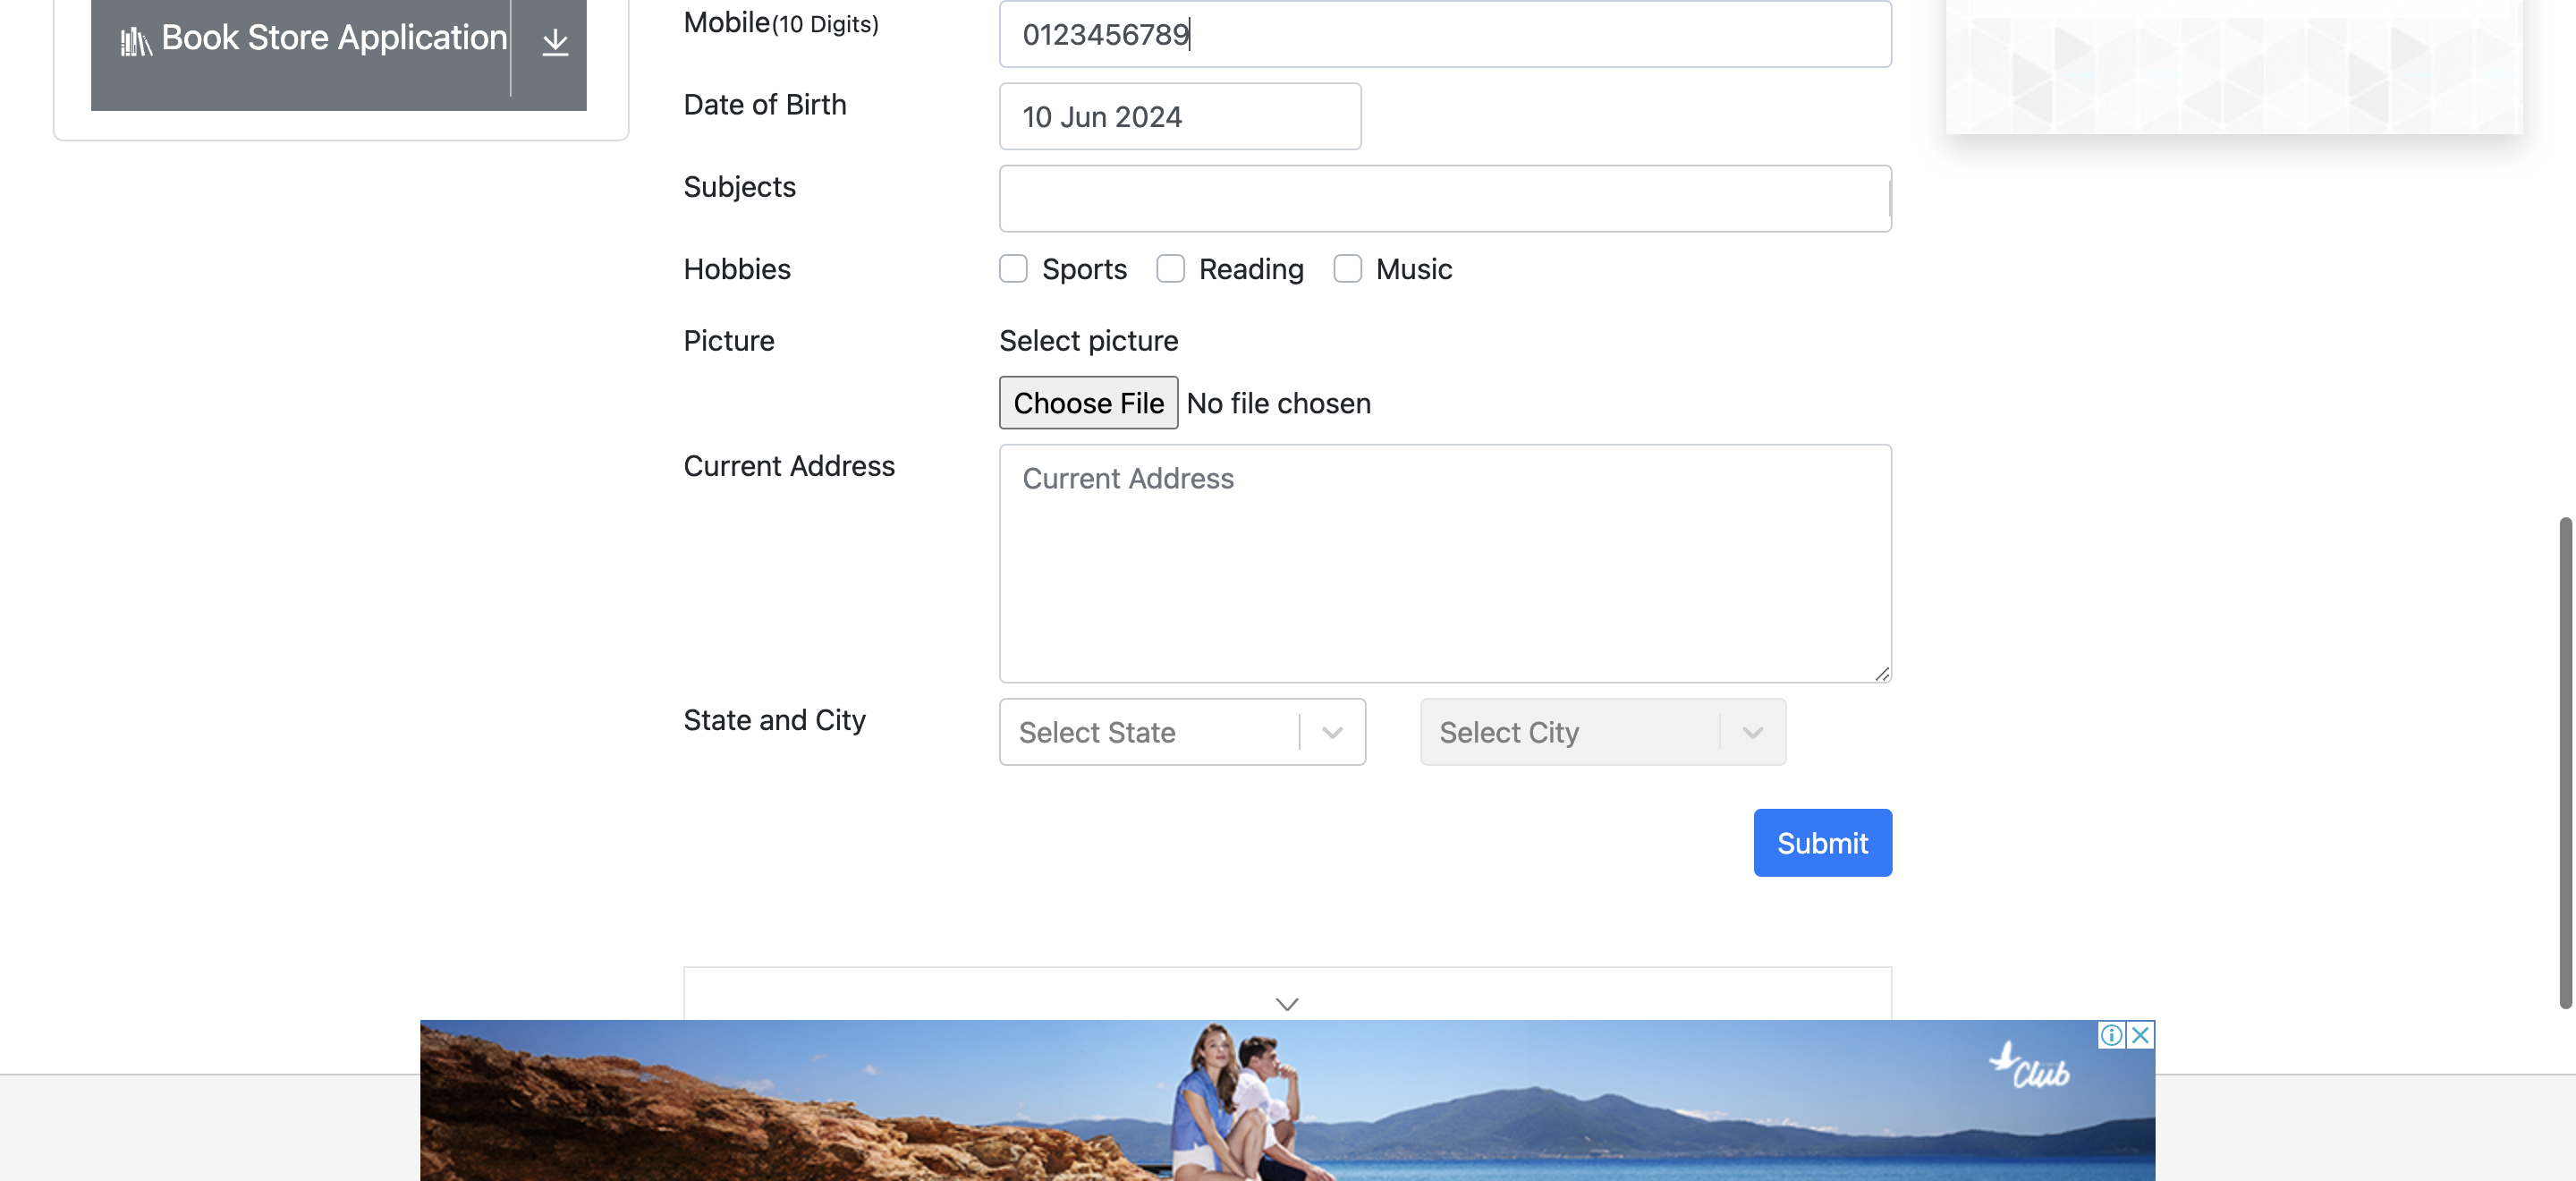 Book Store Application
Mobile(10 Digits)
0123456789
Date of Birth
10 Jun 2024
Subjects
Hobbies
Sports
Reading
Music
Picture
Select picture
Choose File
No file chosen
Current Address
Current Address
State and City
Select State
Select City
Submit
Club